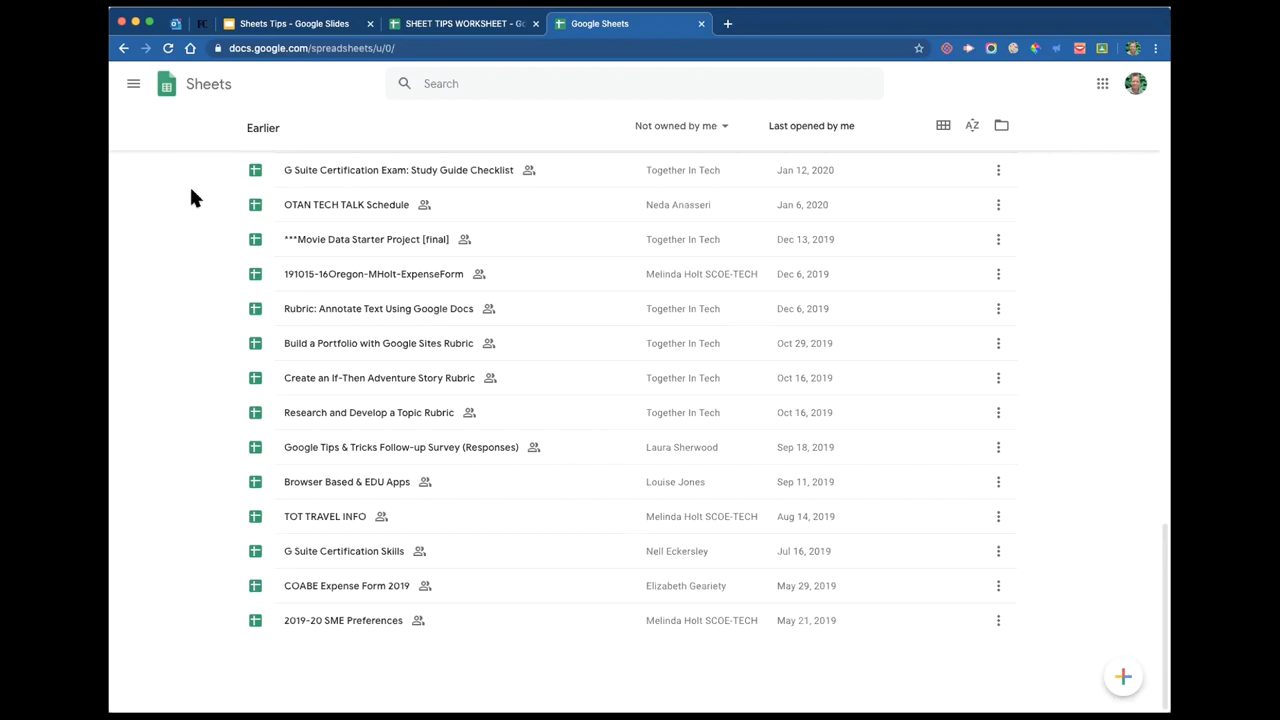 Sheets Tips - Google Slides
SHEET TIPS WORKSHEET - Go
Google Sheets
docs.google.com/spreadsheets/u/0/
Sheets
Search
Earlier Not owned by me Last opened by me
G Suite Certification Exam: Study Guide Checklist Together In Tech Jan 12, 2020
OTAN TECH TALK Schedule Neda Anasseri Jan 6, 2020
***Movie Data Starter Project [final] Together In Tech Dec 13, 2019
191015-16Oregon-MHolt-ExpenseForm Melinda Holt SCOE-TECH Dec 6, 2019
Rubric: Annotate Text Using Google Docs Together In Tech Dec 6, 2019
Build a Portfolio with Google Sites Rubric Together In Tech Oct 29, 2019
Create an If-Then Adventure Story Rubric Together In Tech Oct 16, 2019
Research and Develop a Topic Rubric Together In Tech Oct 16, 2019
Google Tips & Tricks Follow-up Survey (Responses) Laura Sherwood Sep 18, 2019
Browser Based & EDU Apps Louise Jones Sep 11, 2019
TOT TRAVEL INFO Melinda Holt SCOE-TECH Aug 14, 2019
G Suite Certification Skills Nell Eckersley Jul 16, 2019
COABE Expense Form 2019 Elizabeth Geariety May 29, 2019
2019-20 SME Preferences Melinda Holt SCOE-TECH May 21, 2019